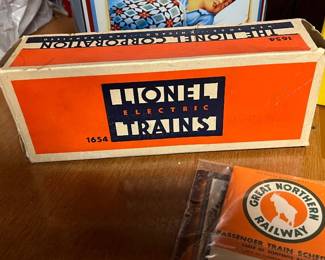 1654
THE LIONEL CORPORATION
LIONEL
ELECTRIC
TRAINS
1654
GREAT NORTHERN
RAILWAY
PASSENGER TRAIN SCHE